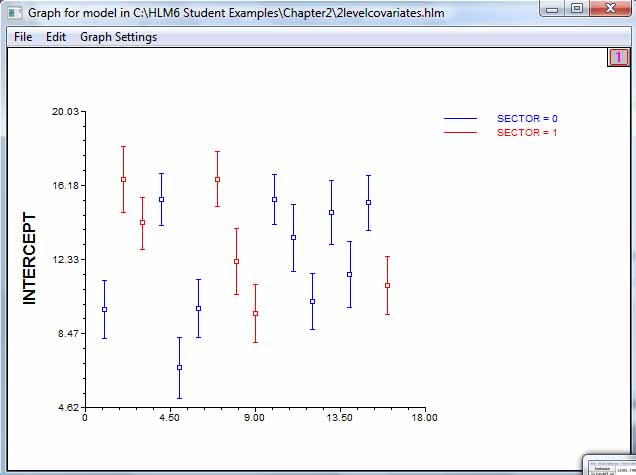 Graph for model in C:\HLM6 Student Examples\Chapter2\2levelcovariates.hlm
File Edit Graph Settings
1
20.03
16.18
12.33
8.47
4.62
INTERCEPT
SECTOR = 0
SECTOR = 1
0 4.50 9.00 13.50 18.00